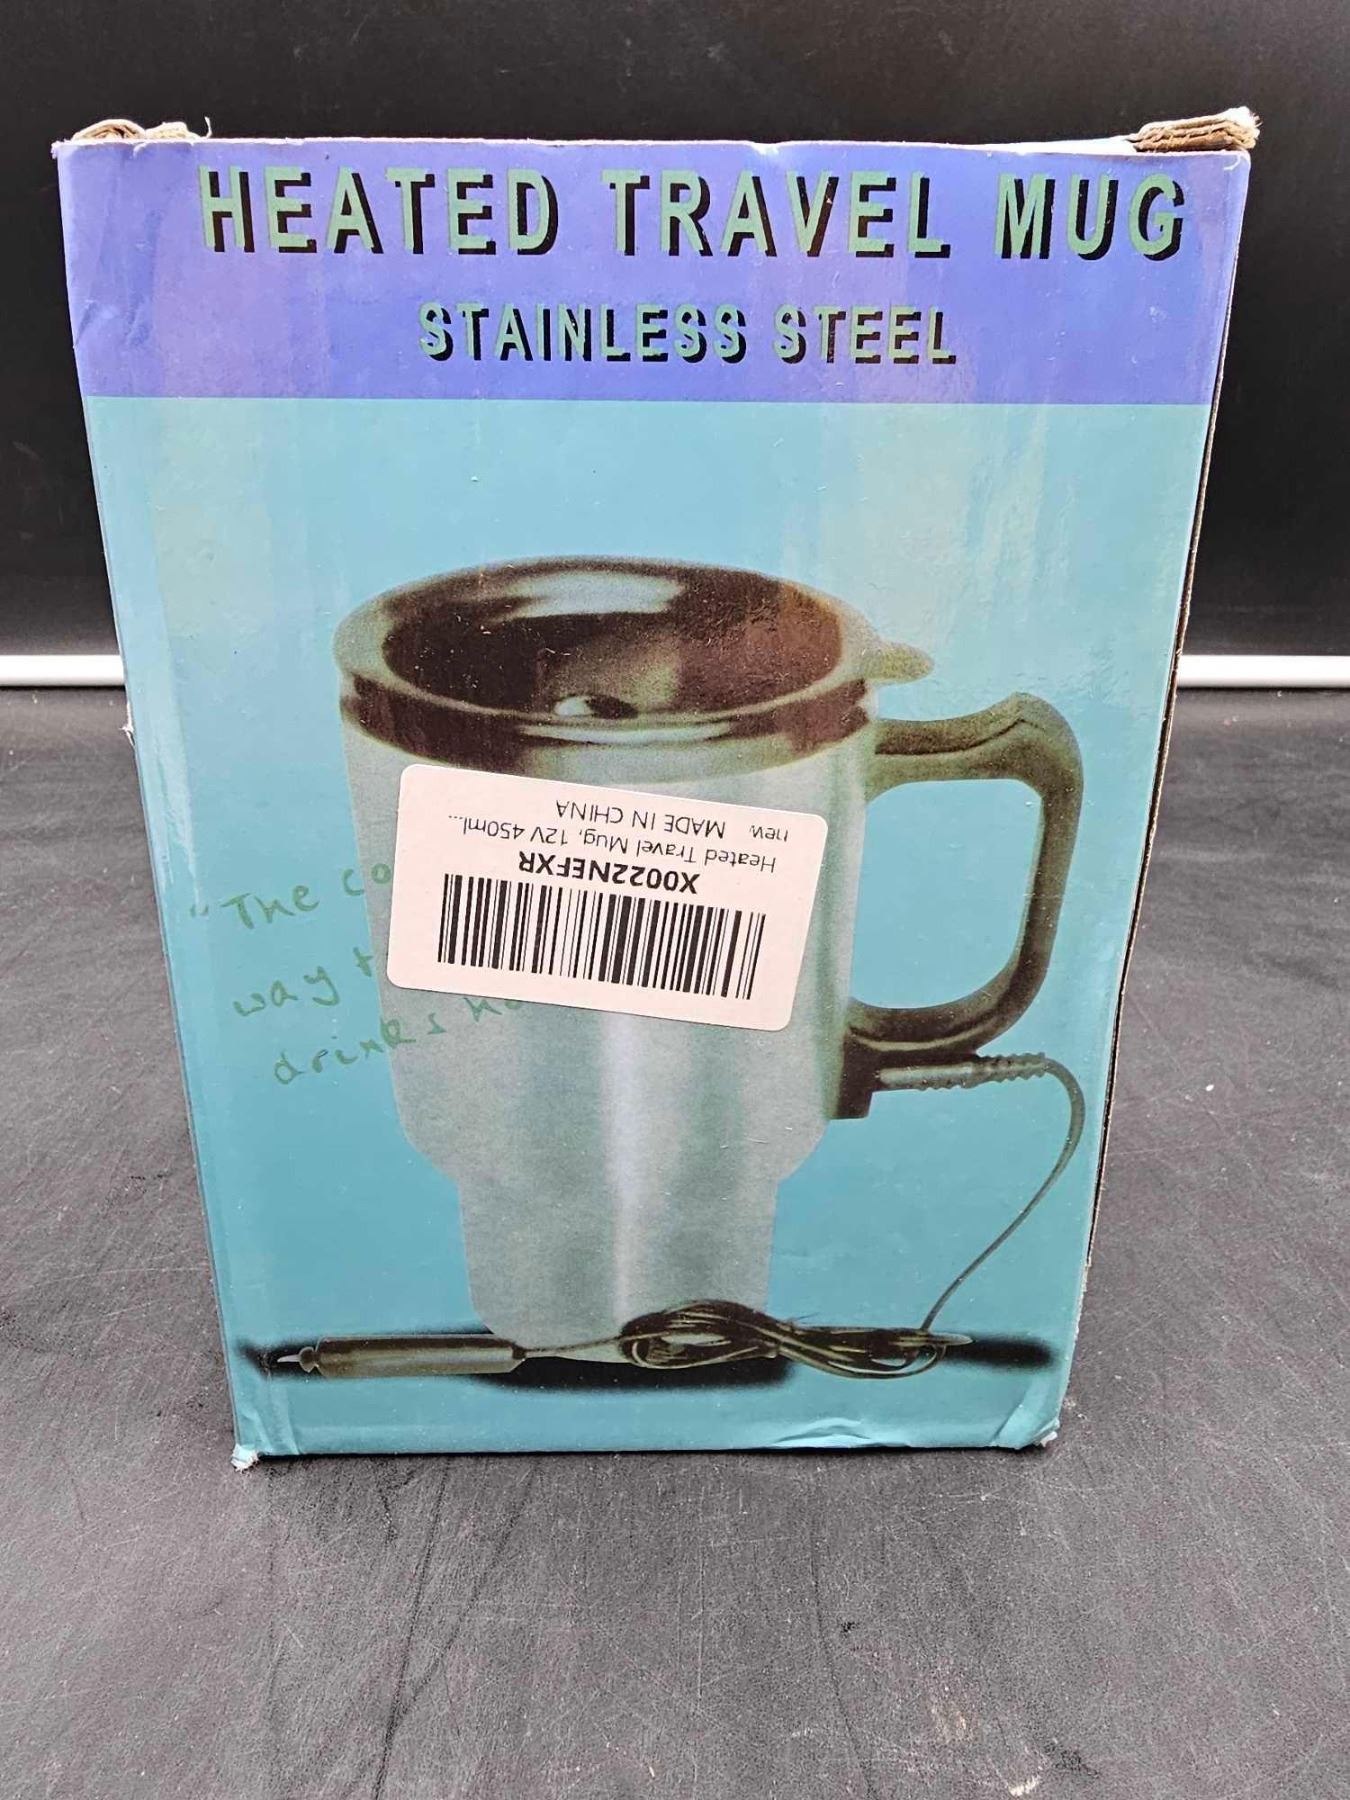 HEATED TRAVEL MUG
STAINLESS STEEL
"The co
way t
drinks
X0022NEFXR
Heated Travel Mug, 12V 450ml...
new MADE IN CHINA